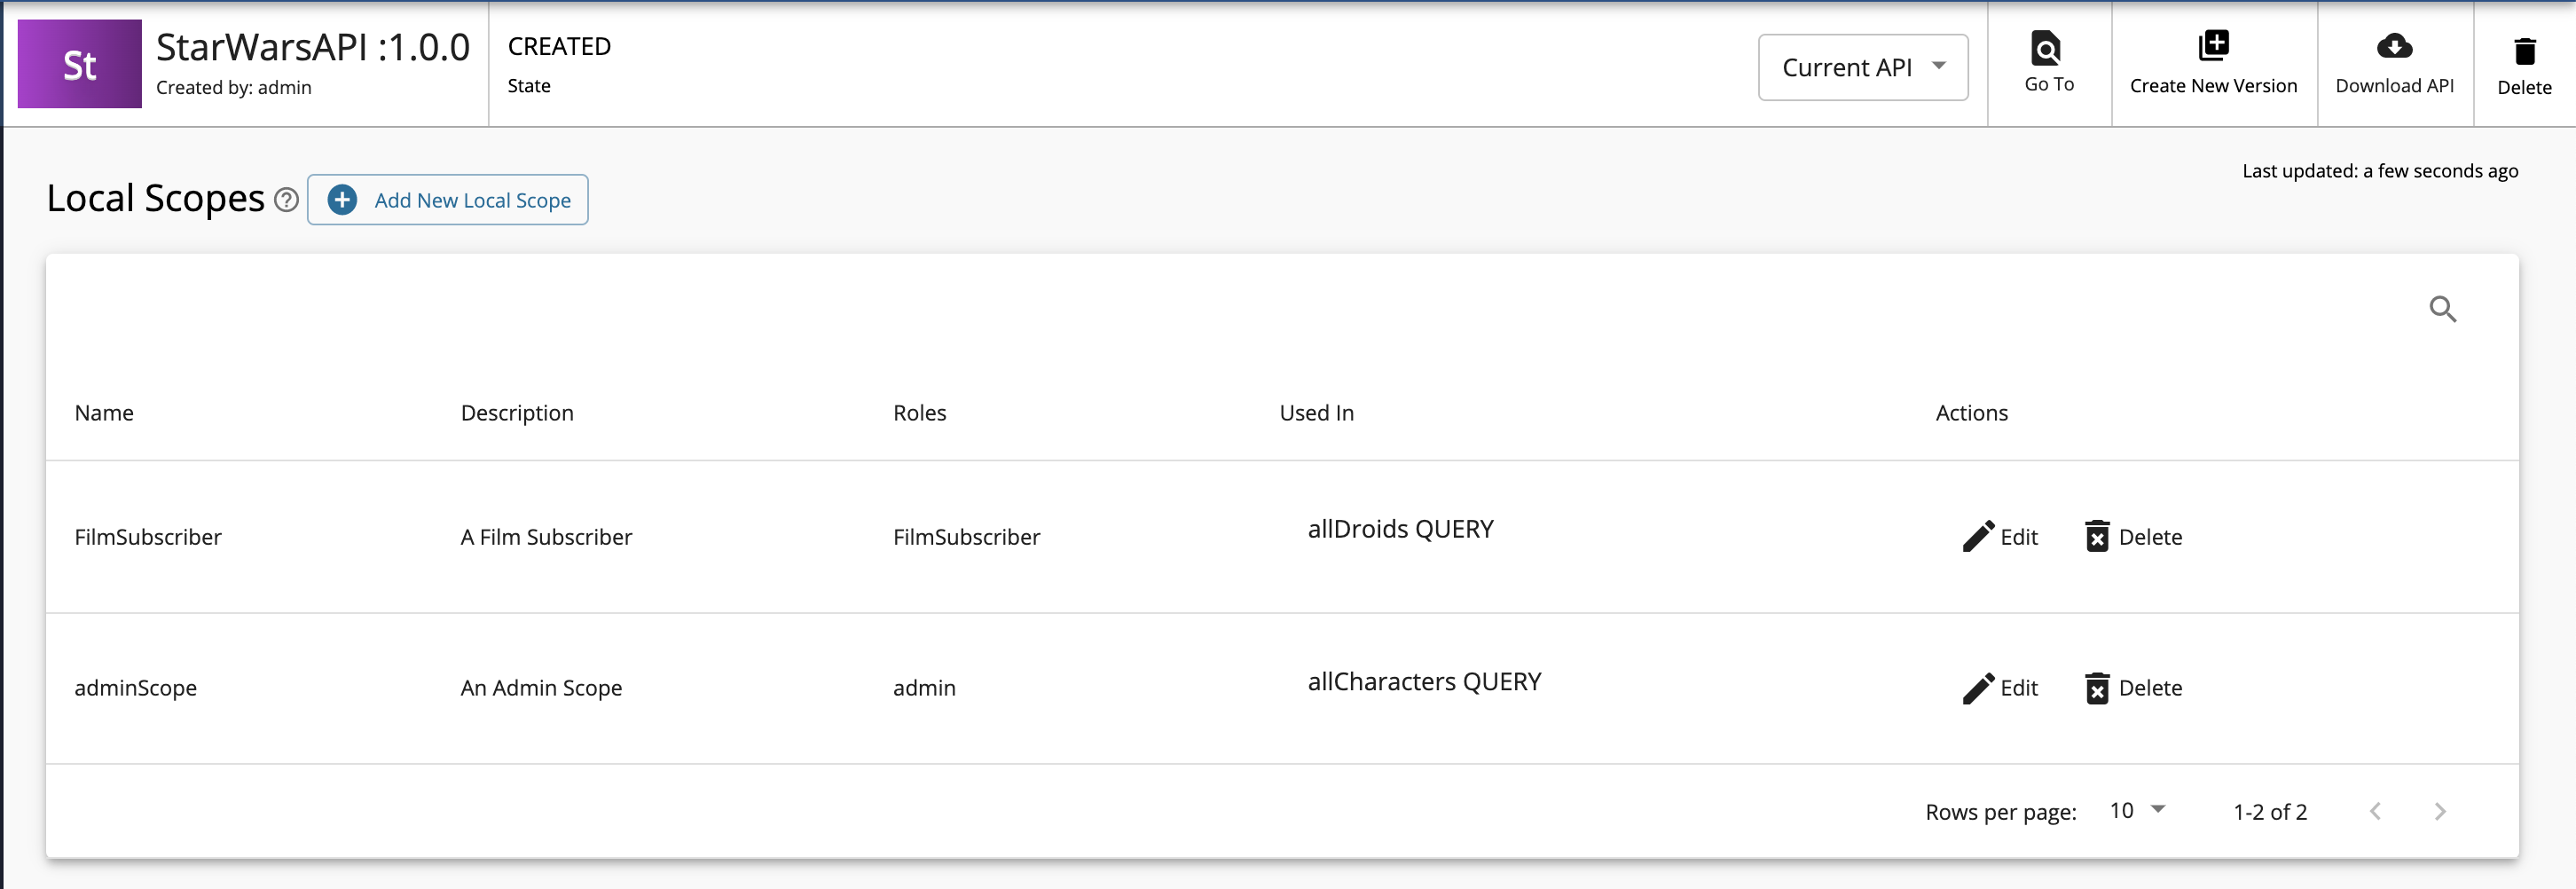 St
StarWarsAPI :1.0.0
Created by: admin
CREATED
State
Current API
Go To
Create New Version
Download API
Delete
Last updated: a few seconds ago
Local Scopes
Add New Local Scope
Name Description Roles Used In Actions
FilmSubscriber A Film Subscriber FilmSubscriber allDroids QUERY Edit Delete
adminScope An Admin Scope admin allCharacters QUERY Edit Delete
Rows per page: 10 1-2 of 2